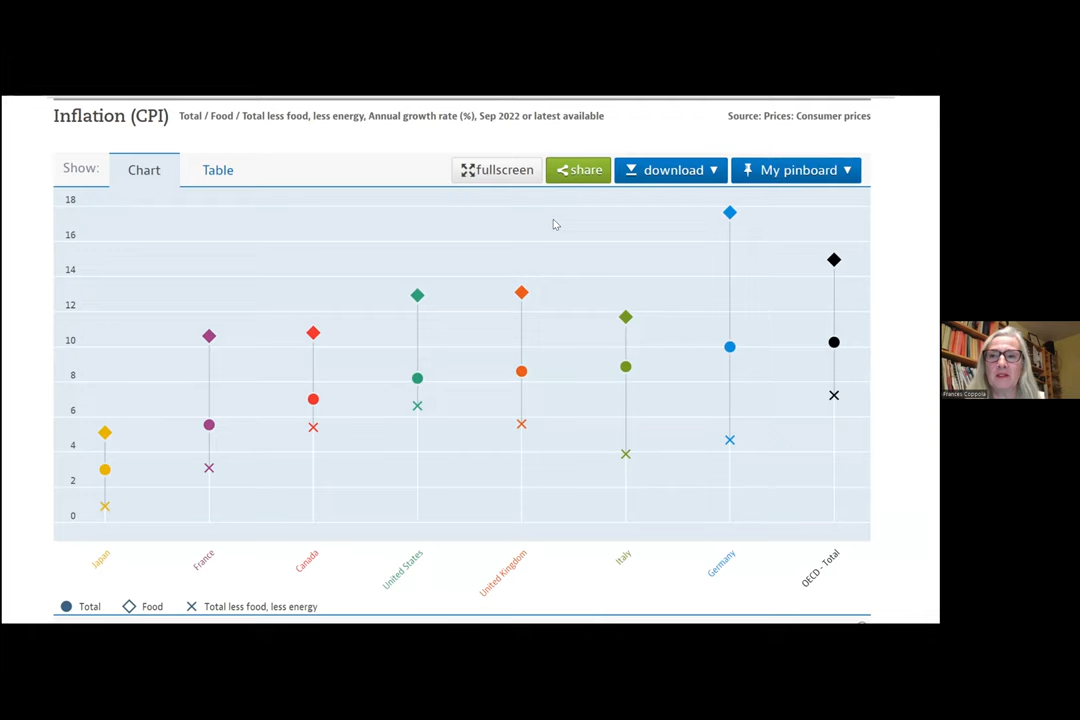 Inflation (CPI) Total / Food / Total less food, less energy, Annual growth rate (%), Sep 2022 or latest available Source: Prices: Consumer prices
Show: Chart Table fullscreen share download ▼ My pinboard ▼
18
16
14
12
10
8
6
4
2
0
Japan France Canada United States United Kingdom Italy Germany OECD - Total
Total Food Total less food, less energy
Frances Coppola